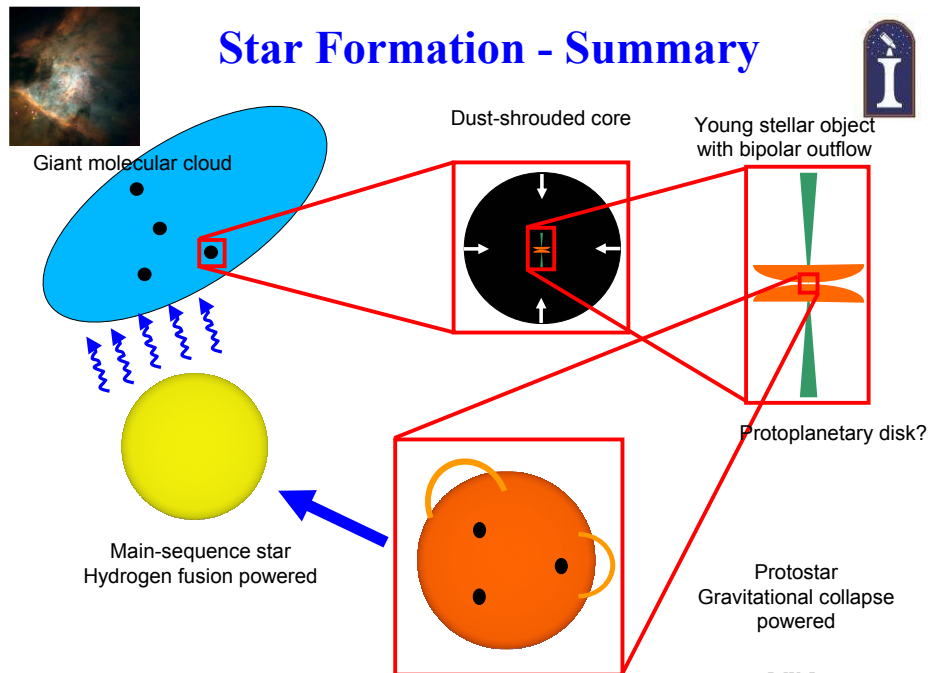 Star Formation - Summary
Giant molecular cloud
Dust-shrouded core
Young stellar object
with bipolar outflow
Protoplanetary disk?
Main-sequence star
Hydrogen fusion powered
Protostar
Gravitational collapse
powered